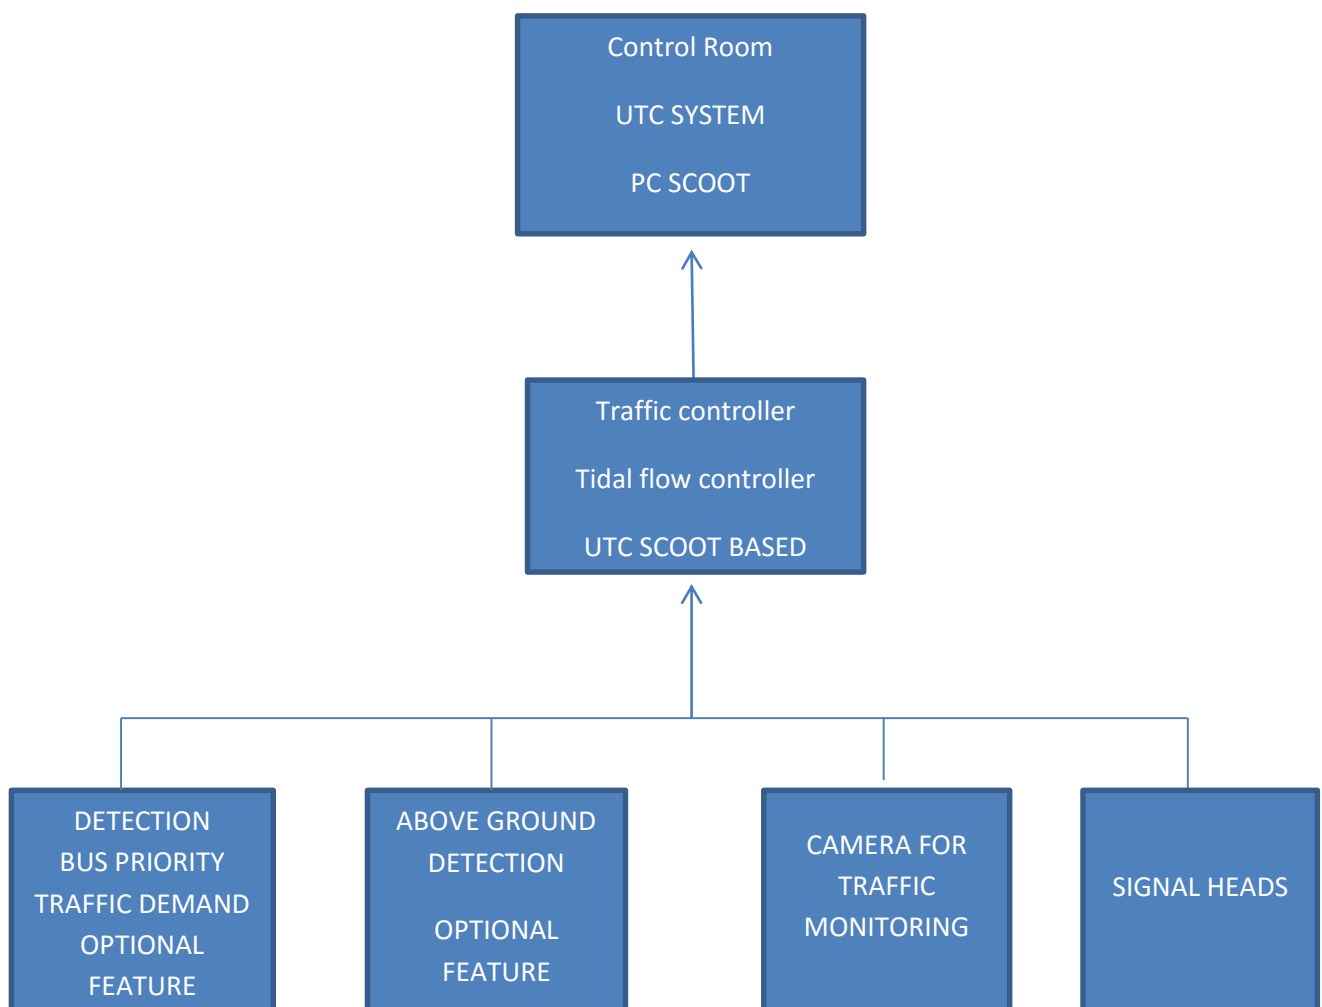 Control Room
UTC SYSTEM
PC SCOOT
Traffic controller
Tidal flow controller
UTC SCOOT BASED
DETECTION
BUS PRIORITY
TRAFFIC DEMAND
OPTIONAL
FEATURE
ABOVE GROUND
DETECTION
OPTIONAL
FEATURE
CAMERA FOR
TRAFFIC
MONITORING
SIGNAL HEADS